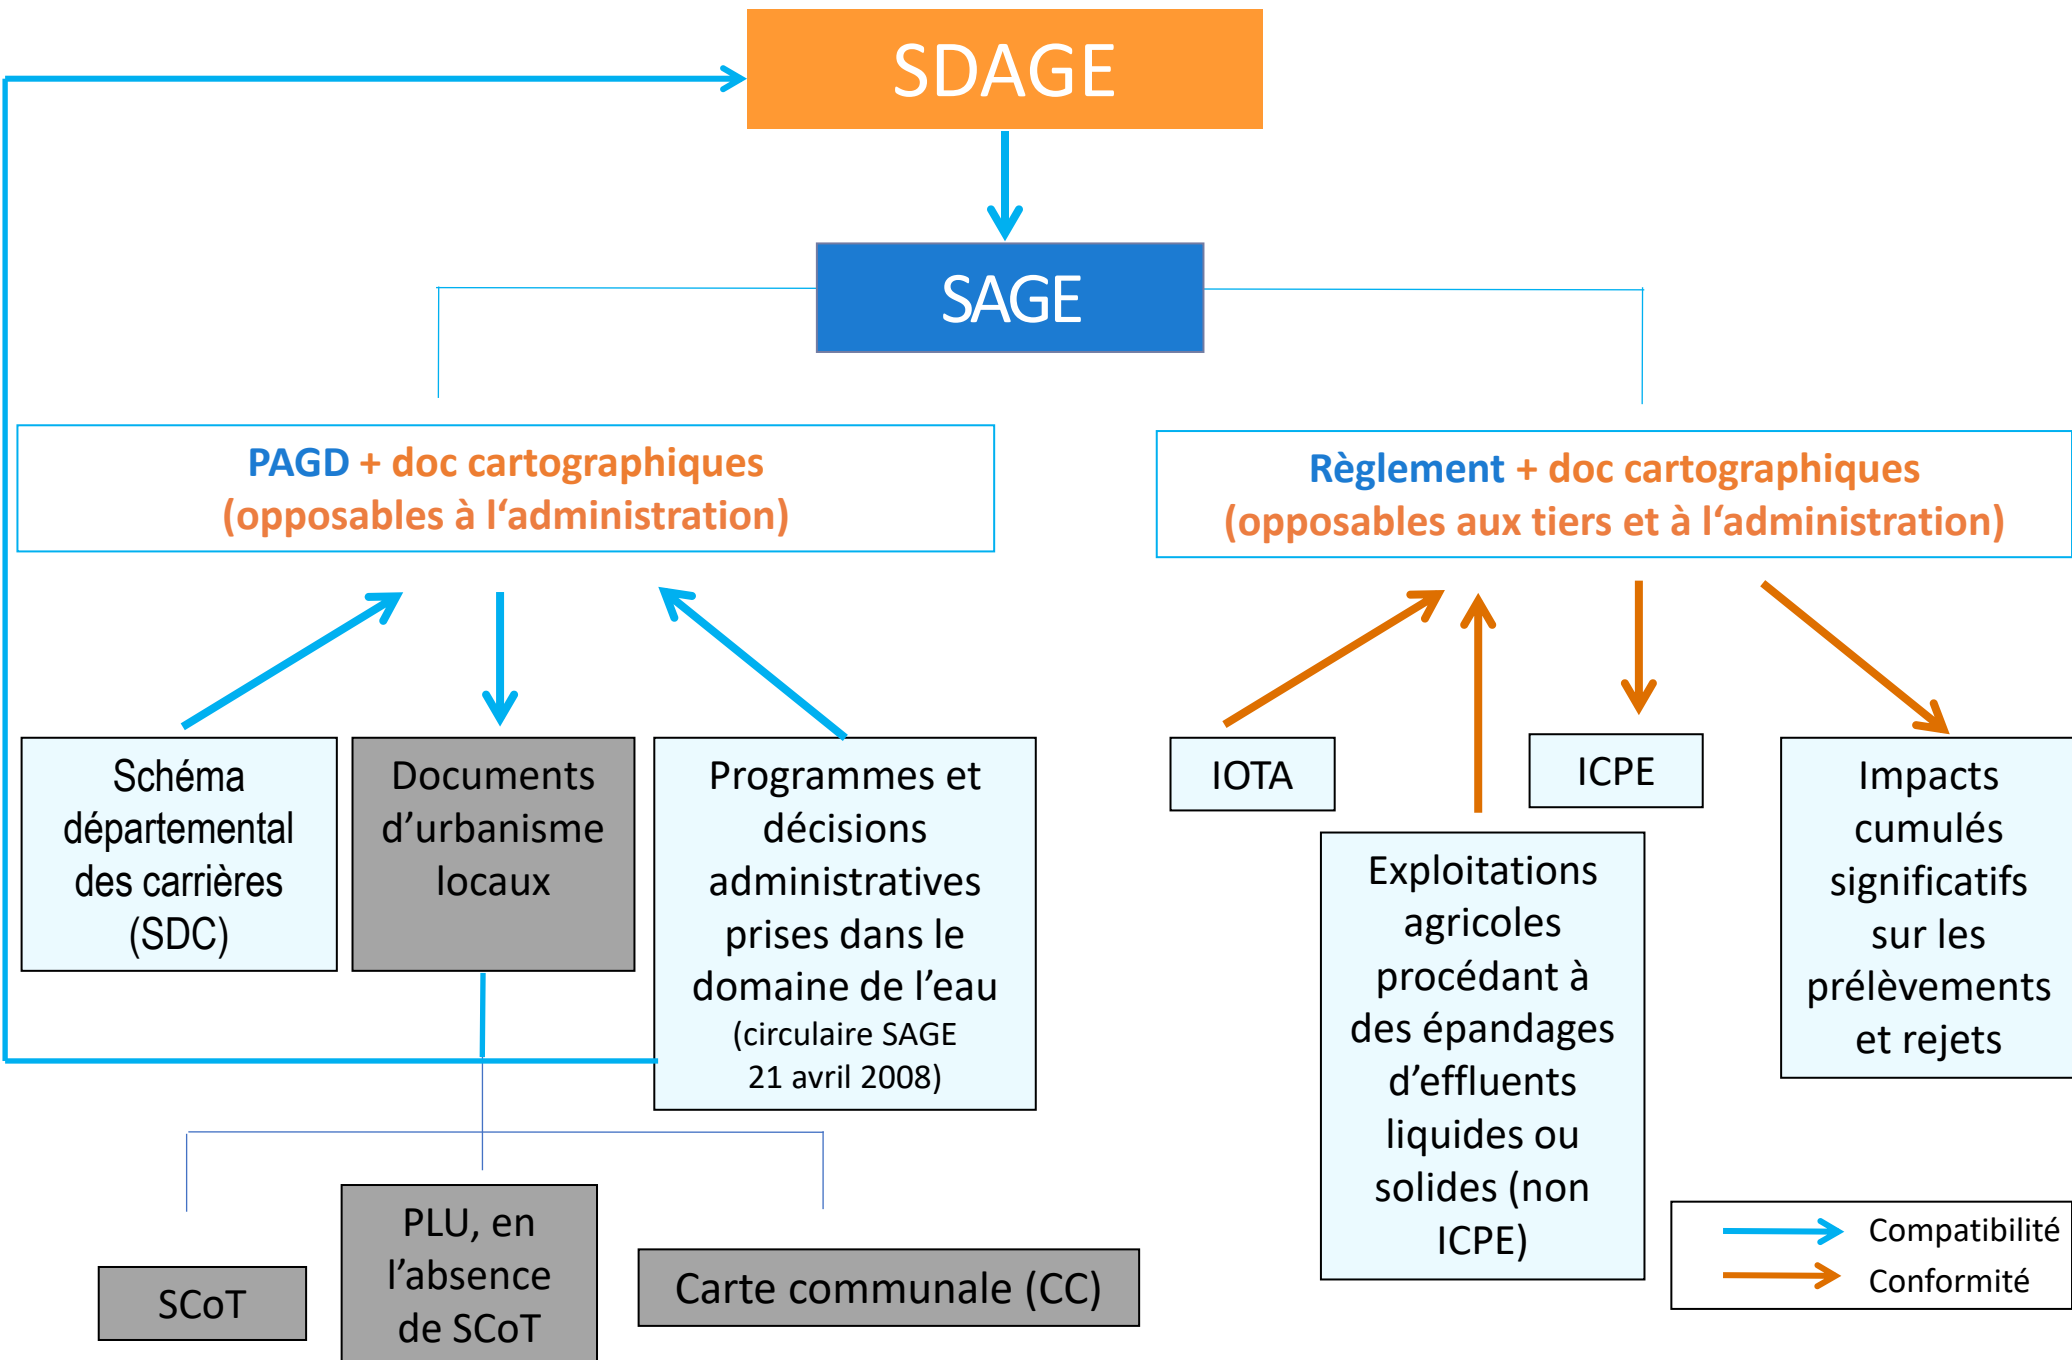 SDAGE
SAGE
PAGD + doc cartographiques
(opposables à l‘administration)
Règlement + doc cartographiques
(opposables aux tiers et à l‘administration)
Schéma
départemental
des carrières
(SDC)
Documents
d’urbanisme
locaux
Programmes et
décisions
administratives
prises dans le
domaine de l’eau
(circulaire SAGE
21 avril 2008)
IOTA
Exploitations
agricoles
procédant à
des épandages
d’effluents
liquides ou
solides (non
ICPE)
ICPE
Impacts
cumulés
significatifs
sur les
prélèvements
et rejets
SCoT
PLU, en
l’absence
de SCoT
Carte communale (CC)
Compatibilité
Conformité